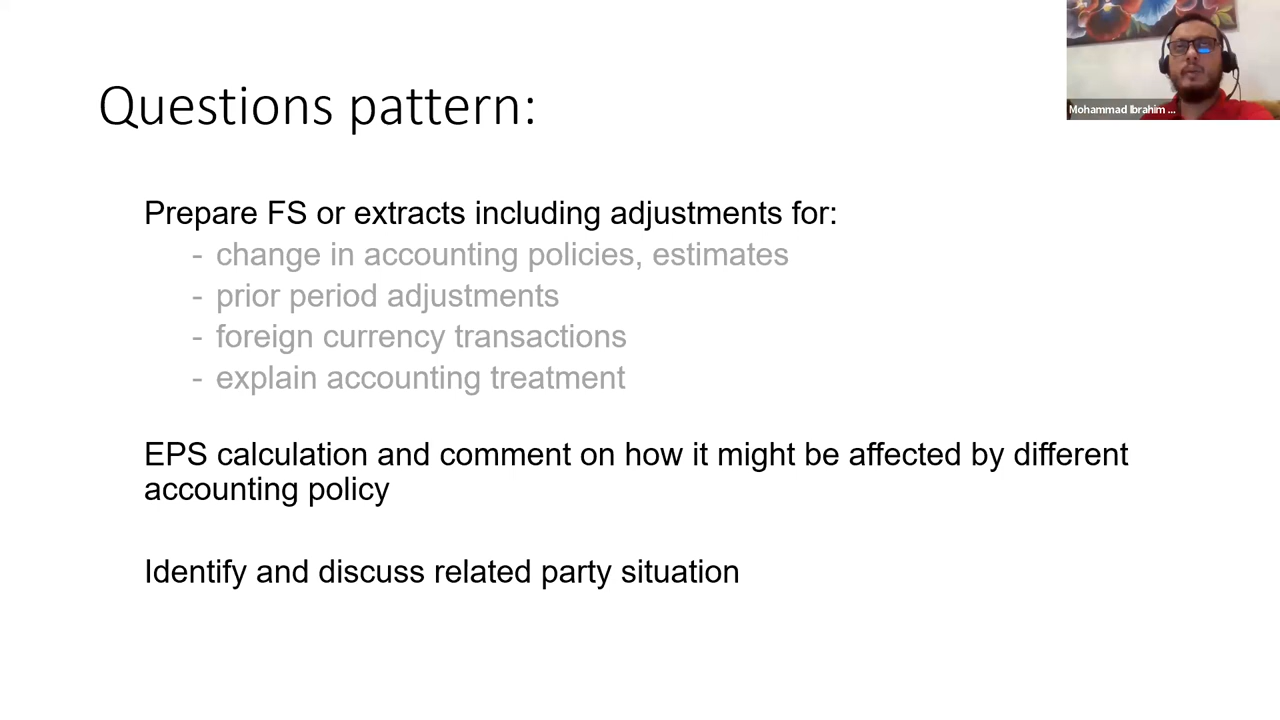 Questions pattern:
Mohammad Ibrahim ...
Prepare FS or extracts including adjustments for:
- change in accounting policies, estimates
- prior period adjustments
- foreign currency transactions
- explain accounting treatment
EPS calculation and comment on how it might be affected by different
accounting policy
Identify and discuss related party situation